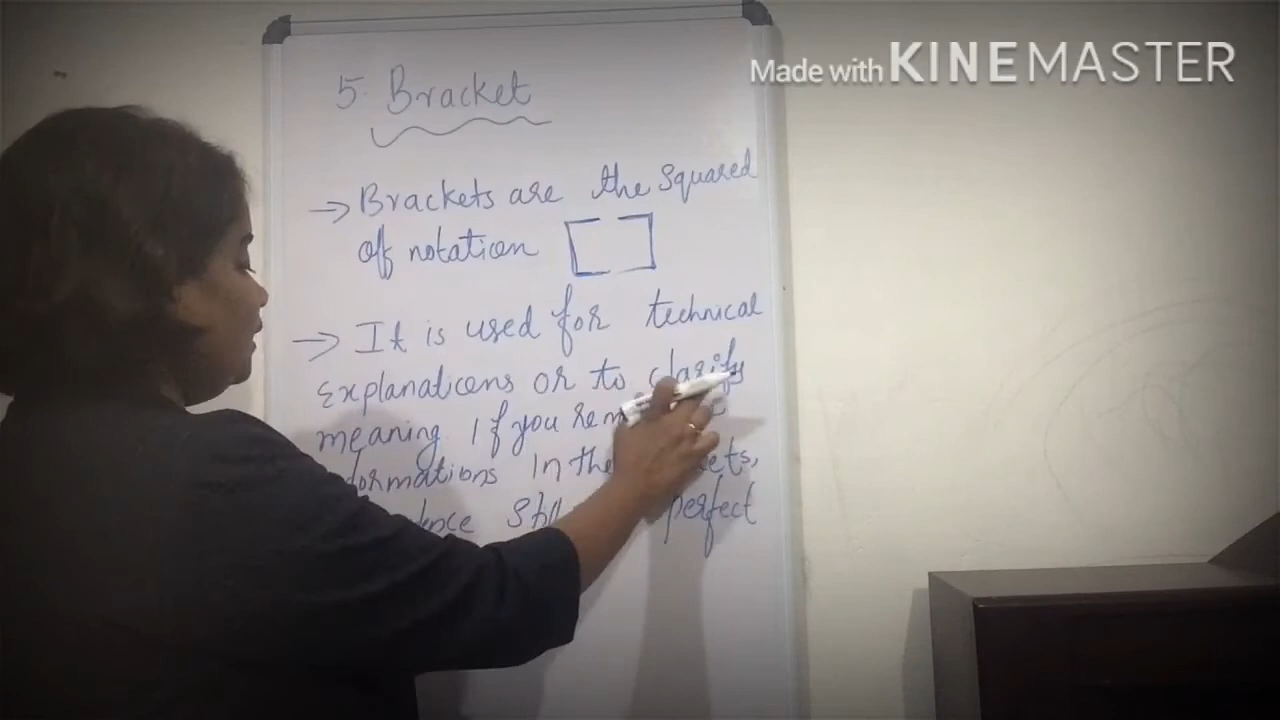 Made with KINEMASTER
5. Bracket
→ Brackets are the squared
of notation [ ]
→ It is used for technical
explanations or to clarify
meaning. If you
formations in the
still perfect